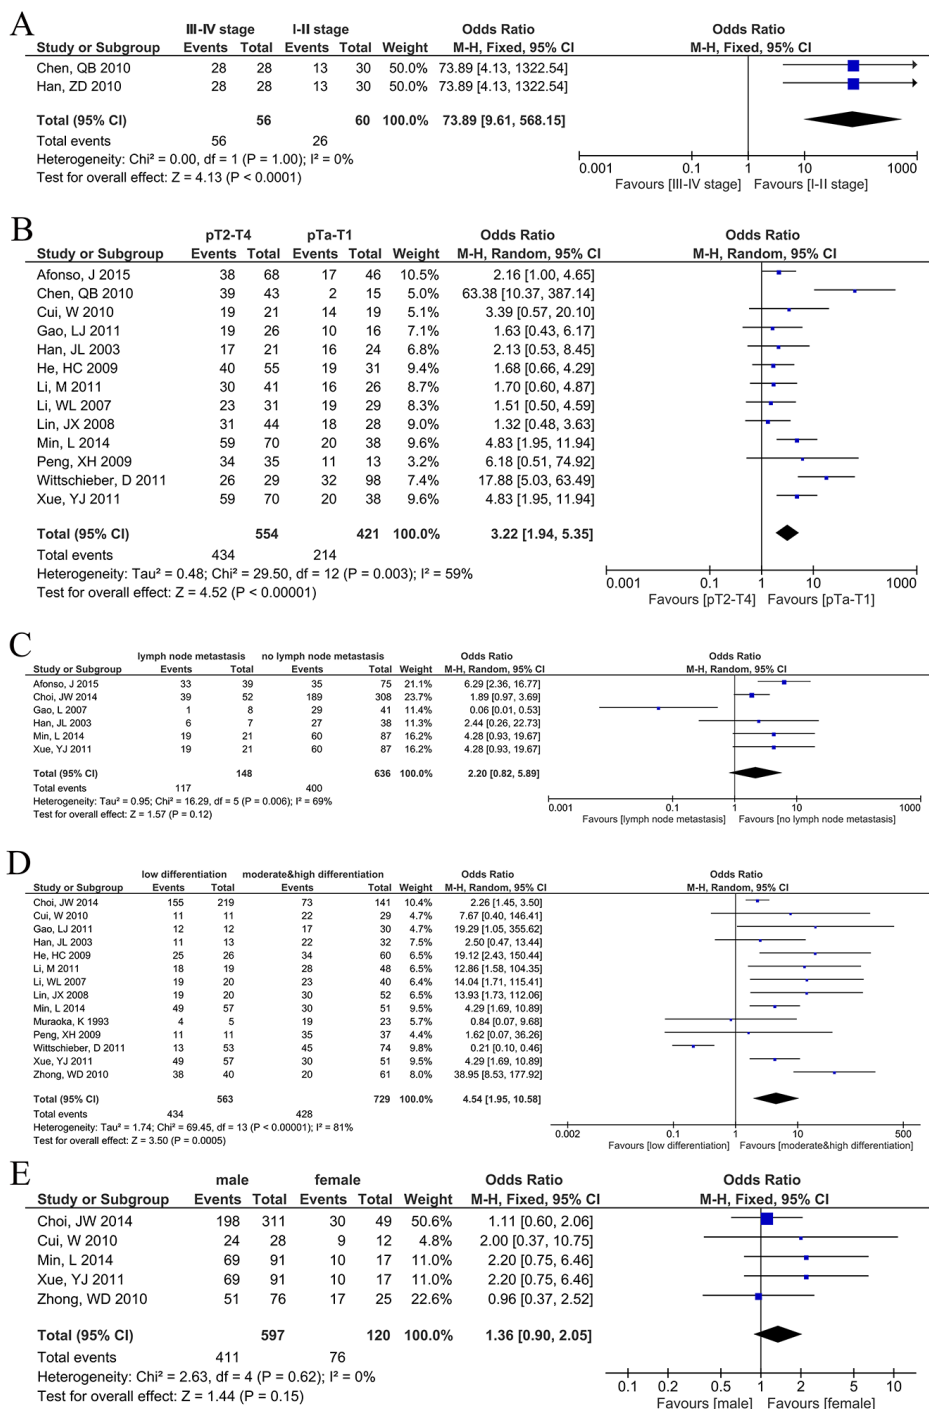 A
III-IV stage I-II stage Odds Ratio Odds Ratio
Study or Subgroup Events Total Events Total Weight M-H, Fixed, 95% CI M-H, Fixed, 95% CI
Chen, QB 2010 28 28 13 30 50.0% 73.89 [4.13, 1322.54]
Han, ZD 2010 28 28 13 30 50.0% 73.89 [4.13, 1322.54]
Total (95% CI) 56 60 100.0% 73.89 [9.61, 568.15]
Total events 56 26
Heterogeneity: Chi² = 0.00, df = 1 (P = 1.00); I² = 0%
Test for overall effect: Z = 4.13 (P < 0.0001)
0.001 0.1 1 10 1000
Favours [III-IV stage] Favours [I-II stage]
B
pT2-T4 pTa-T1 Odds Ratio Odds Ratio
Study or Subgroup Events Total Events Total Weight M-H, Random, 95% CI M-H, Random, 95% CI
Afonso, J 2015 38 68 17 46 10.5% 2.16 [1.00, 4.65]
Chen, QB 2010 39 43 2 15 5.0% 63.38 [10.37, 387.14]
Cui, W 2010 19 21 14 19 5.1% 3.39 [0.57, 20.10]
Gao, LJ 2011 19 26 10 16 7.1% 1.63 [0.43, 6.17]
Han, JL 2003 17 21 16 24 6.8% 2.13 [0.53, 8.45]
He, HC 2009 40 55 19 31 9.4% 1.68 [0.66, 4.29]
Li, M 2011 30 41 16 26 8.7% 1.70 [0.60, 4.87]
Li, WL 2007 23 31 19 29 8.3% 1.51 [0.50, 4.59]
Lin, JX 2008 31 44 18 28 9.0% 1.32 [0.48, 3.63]
Min, L 2014 59 70 20 38 9.6% 4.83 [1.95, 11.94]
Peng, XH 2009 34 35 11 13 3.2% 6.18 [0.51, 74.92]
Wittschieber, D 2011 26 29 32 98 7.4% 17.88 [5.03, 63.49]
Xue, YJ 2011 59 70 20 38 9.6% 4.83 [1.95, 11.94]
Total (95% CI) 554 421 100.0% 3.22 [1.94, 5.35]
Total events 434 214
Heterogeneity: Tau² = 0.48; Chi² = 29.50, df = 12 (P = 0.003); I² = 59%
Test for overall effect: Z = 4.52 (P < 0.00001)
0.001 0.1 1 10 1000
Favours [pT2-T4] Favours [pTa-T1]
C
lymph node metastasis no lymph node metastasis Odds Ratio Odds Ratio
Study or Subgroup Events Total Events Total Weight M-H, Random, 95% CI M-H, Random, 95% CI
Afonso, J 2015 33 39 35 75 21.1% 6.29 [2.36, 16.77]
Choi, JW 2014 39 52 189 308 23.7% 1.89 [0.97, 3.69]
Gao, L 2007 1 8 29 41 11.4% 0.06 [0.01, 0.53]
Han, JL 2003 6 7 27 38 11.4% 2.44 [0.26, 22.73]
Min, L 2014 19 21 60 87 16.2% 4.28 [0.93, 19.67]
Xue, YJ 2011 19 21 60 87 16.2% 4.28 [0.93, 19.67]
Total (95% CI) 148 636 100.0% 2.20 [0.82, 5.89]
Total events 117 400
Heterogeneity: Tau² = 0.95; Chi² = 16.29, df = 5 (P = 0.006); I² = 69%
Test for overall effect: Z = 1.57 (P = 0.12)
0.001 0.1 1 10 1000
Favours [lymph node metastasis] Favours [no lymph node metastasis]
D
low differentiation moderate&high differentiation Odds Ratio Odds Ratio
Study or Subgroup Events Total Events Total Weight M-H, Random, 95% CI M-H, Random, 95% CI
Choi, JW 2014 155 219 73 141 10.4% 2.26 [1.45, 3.50]
Cui, W 2010 11 11 22 29 4.7% 7.67 [0.40, 146.41]
Gao, LJ 2011 12 12 17 30 4.7% 19.29 [1.05, 355.62]
Han, JL 2003 11 13 22 32 7.5% 2.50 [0.47, 13.44]
He, HC 2009 25 26 34 60 6.5% 19.12 [2.43, 150.44]
Li, M 2011 18 19 28 48 6.4% 12.86 [1.58, 104.35]
Li, WL 2007 19 20 23 40 6.4% 14.04 [1.71, 115.41]
Lin, JX 2008 19 20 30 52 6.4% 13.93 [1.73, 112.06]
Min, L 2014 49 57 30 51 9.5% 4.29 [1.69, 10.89]
Muraoka, K 1993 4 5 19 23 5.7% 0.84 [0.07, 9.68]
Peng, XH 2009 11 11 35 37 4.4% 1.62 [0.07, 36.26]
Wittschieber, D 2011 13 53 45 74 9.8% 0.21 [0.10, 0.46]
Xue, YJ 2011 49 57 30 51 9.5% 4.29 [1.69, 10.89]
Zhong, WD 2010 38 40 20 61 8.0% 38.95 [8.53, 177.92]
Total (95% CI) 563 729 100.0% 4.54 [1.95, 10.58]
Total events 434 428
Heterogeneity: Tau² = 1.74; Chi² = 69.45, df = 13 (P < 0.00001); I² = 81%
Test for overall effect: Z = 3.50 (P = 0.0005)
0.002 0.1 1 10 500
Favours [low differentiation] Favours [moderate&high differentiation]
E
male female Odds Ratio Odds Ratio
Study or Subgroup Events Total Events Total Weight M-H, Fixed, 95% CI M-H, Fixed, 95% CI
Choi, JW 2014 198 311 30 49 50.6% 1.11 [0.60, 2.06]
Cui, W 2010 24 28 9 12 4.8% 2.00 [0.37, 10.75]
Min, L 2014 69 91 10 17 11.0% 2.20 [0.75, 6.46]
Xue, YJ 2011 69 91 10 17 11.0% 2.20 [0.75, 6.46]
Zhong, WD 2010 51 76 17 25 22.6% 0.96 [0.37, 2.52]
Total (95% CI) 597 120 100.0% 1.36 [0.90, 2.05]
Total events 411 76
Heterogeneity: Chi² = 2.63, df = 4 (P = 0.62); I² = 0%
Test for overall effect: Z = 1.44 (P = 0.15)
0.1 0.2 0.5 1 2 5 10
Favours [male] Favours [female]